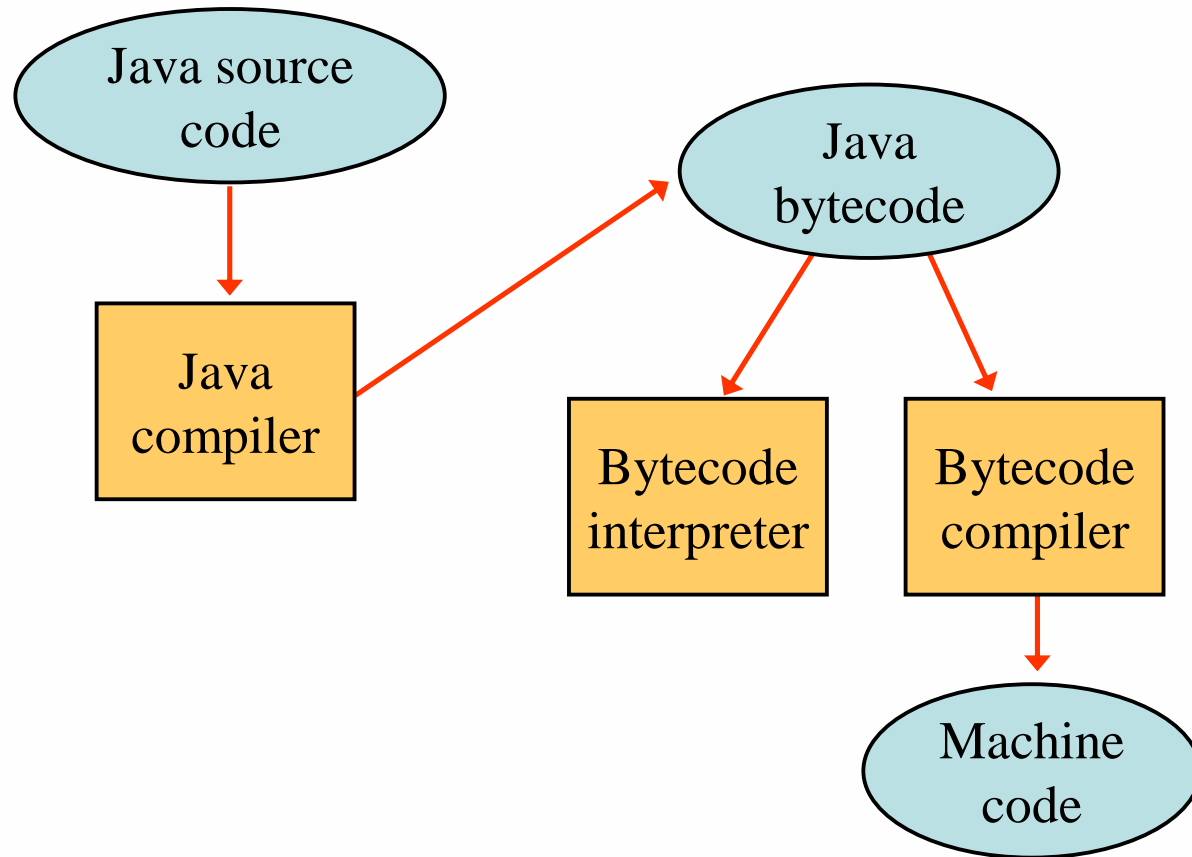 Java source
code
Java
bytecode
Java
compiler
Bytecode
interpreter
Bytecode
compiler
Machine
code